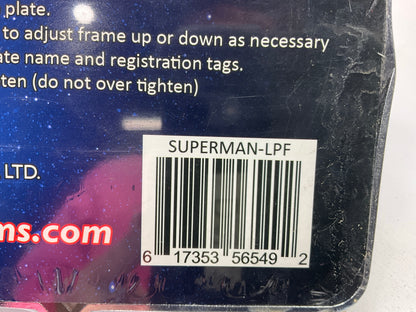 plate.
to adjust frame up or down as necessary
ate name and registration tags.
ten (do not over tighten)
SUPERMAN-LPF
LTD.
ms.com
6 17353 56549 2